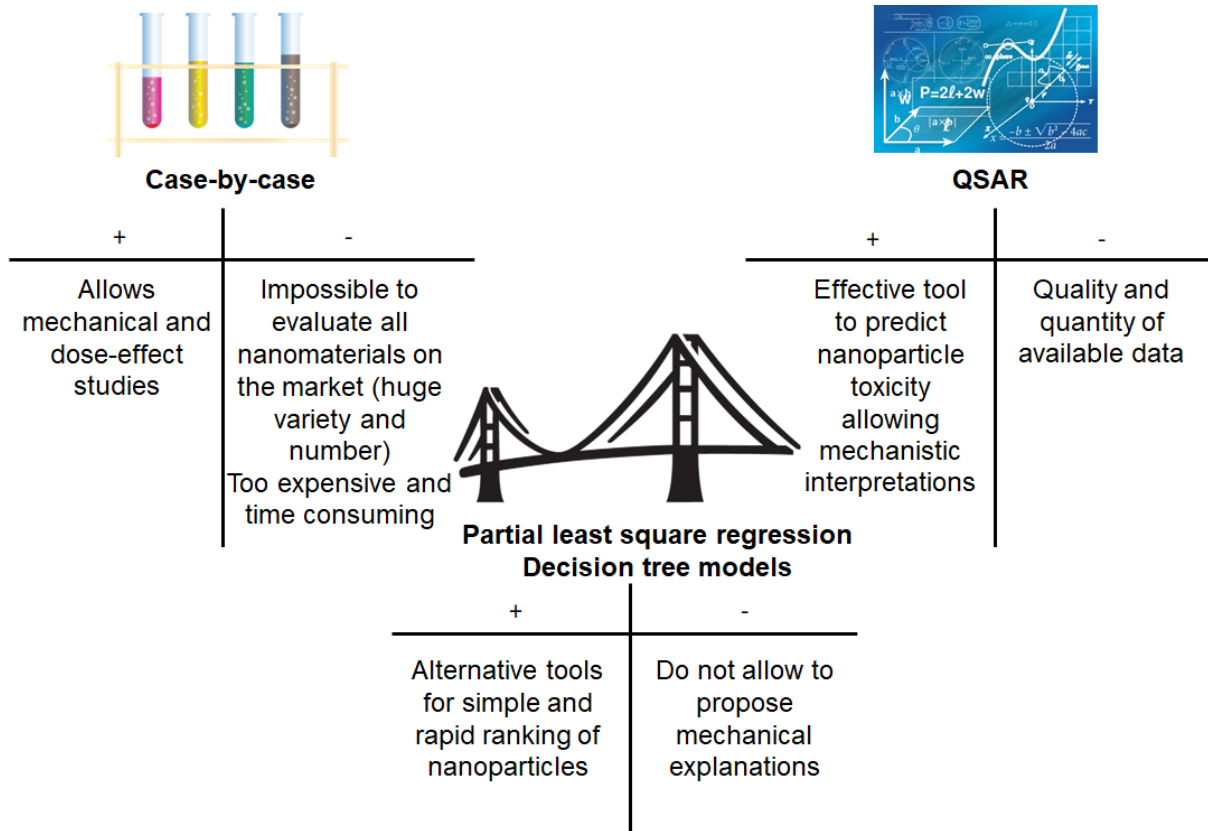 a×b
w
P=2ℓ+2w
b
|a×b|
ℓ
θ
a
x
x = -b ± √b² - 4ac
2a
r
Case-by-case
+
-
Allows
mechanical and
dose-effect
studies
Impossible to
evaluate all
nanomaterials on
the market (huge
variety and
number)
Too expensive and
time consuming
QSAR
+
-
Effective tool
to predict
nanoparticle
toxicity
allowing
mechanistic
interpretations
Quality and
quantity of
available data
Partial least square regression
Decision tree models
+
-
Alternative tools
for simple and
rapid ranking of
nanoparticles
Do not allow to
propose
mechanical
explanations